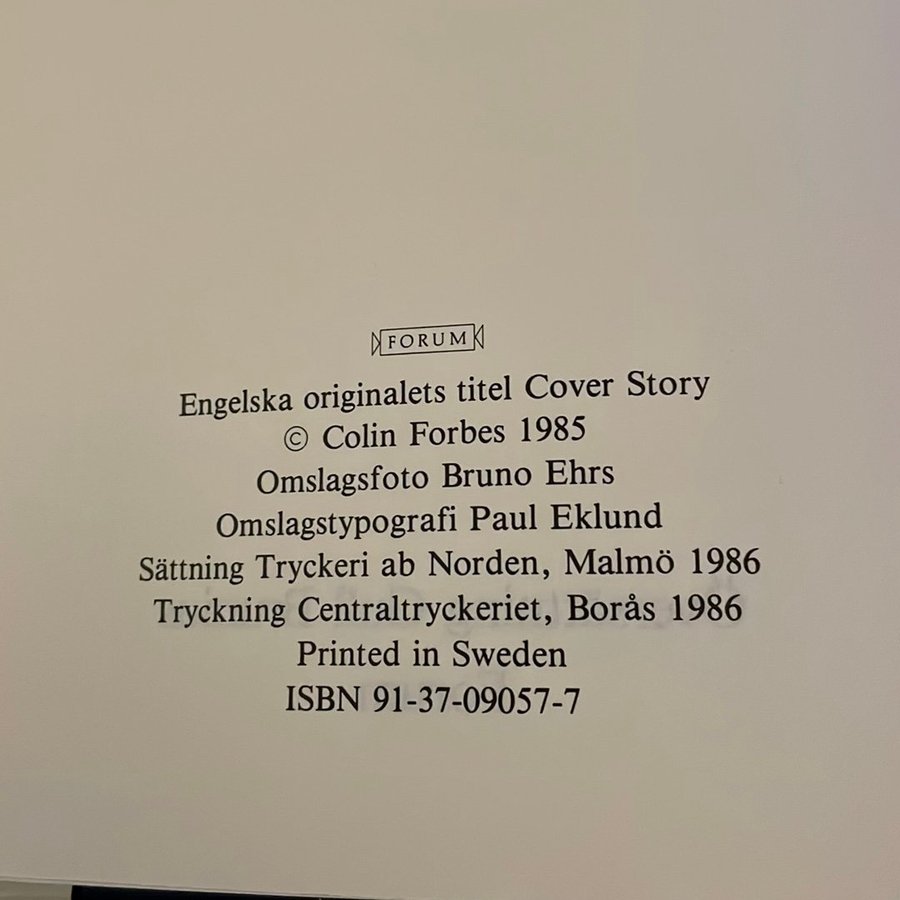 FORUM
Engelska originalets titel Cover Story
© Colin Forbes 1985
Omslagsfoto Bruno Ehrs
Omslagstypografi Paul Eklund
Sättning Tryckeri ab Norden, Malmö 1986
Tryckning Centraltryckeriet, Borås 1986
Printed in Sweden
ISBN 91-37-09057-7